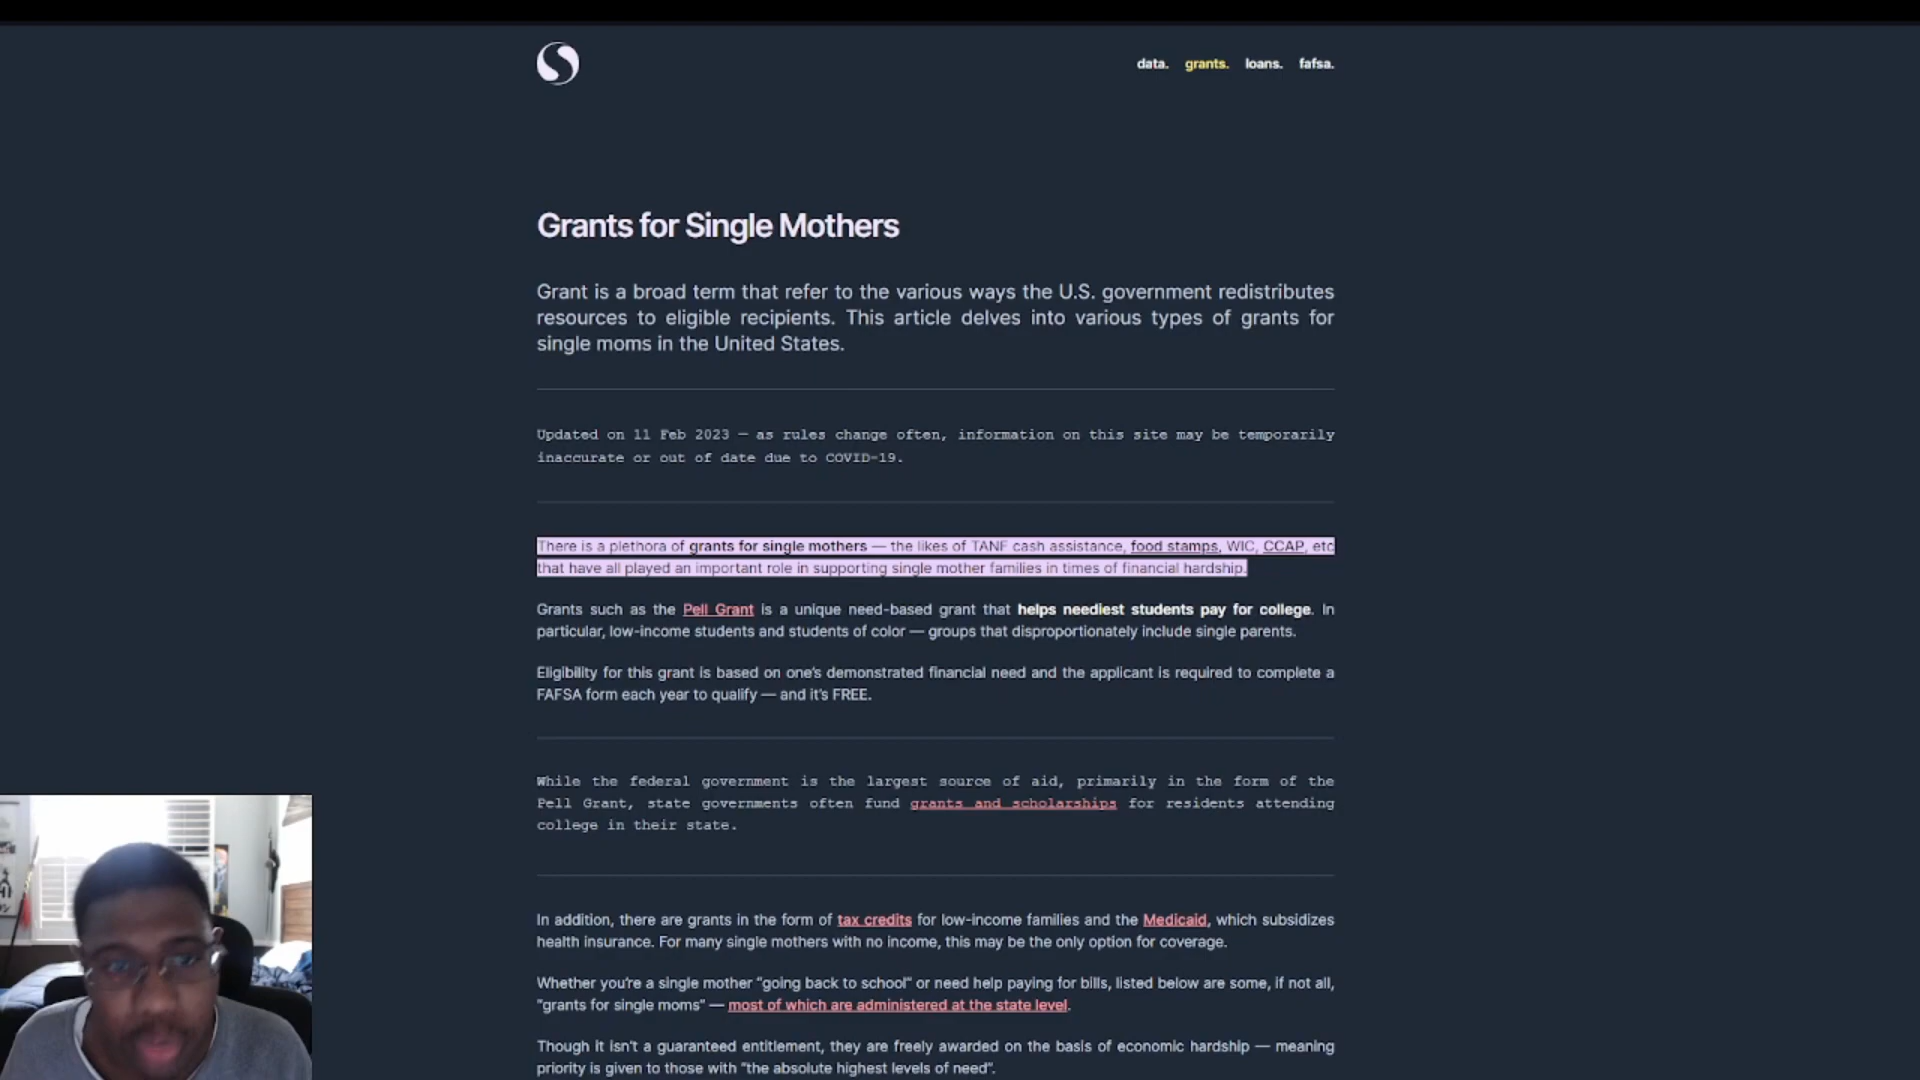 data. grants. loans. fafsa.
Grants for Single Mothers
Grant is a broad term that refer to the various ways the U.S. government redistributes
resources to eligible recipients. This article delves into various types of grants for
single moms in the United States.
Updated on 11 Feb 2023 — as rules change often, information on this site may be temporarily
inaccurate or out of date due to COVID-19.
There is a plethora of grants for single mothers — the likes of TANF cash assistance, food stamps, WIC, CCAP, etc
that have all played an important role in supporting single mother families in times of financial hardship.
Grants such as the Pell Grant is a unique need-based grant that helps neediest students pay for college. In
particular, low-income students and students of color — groups that disproportionately include single parents.
Eligibility for this grant is based on one's demonstrated financial need and the applicant is required to complete a
FAFSA form each year to qualify — and it's FREE.
While the federal government is the largest source of aid, primarily in the form of the
Pell Grant, state governments often fund grants and scholarships for residents attending
college in their state.
In addition, there are grants in the form of tax credits for low-income families and the Medicaid, which subsidizes
health insurance. For many single mothers with no income, this may be the only option for coverage.
Whether you're a single mother "going back to school" or need help paying for bills, listed below are some, if not all,
"grants for single moms" — most of which are administered at the state level.
Though it isn't a guaranteed entitlement, they are freely awarded on the basis of economic hardship — meaning
priority is given to those with "the absolute highest levels of need".